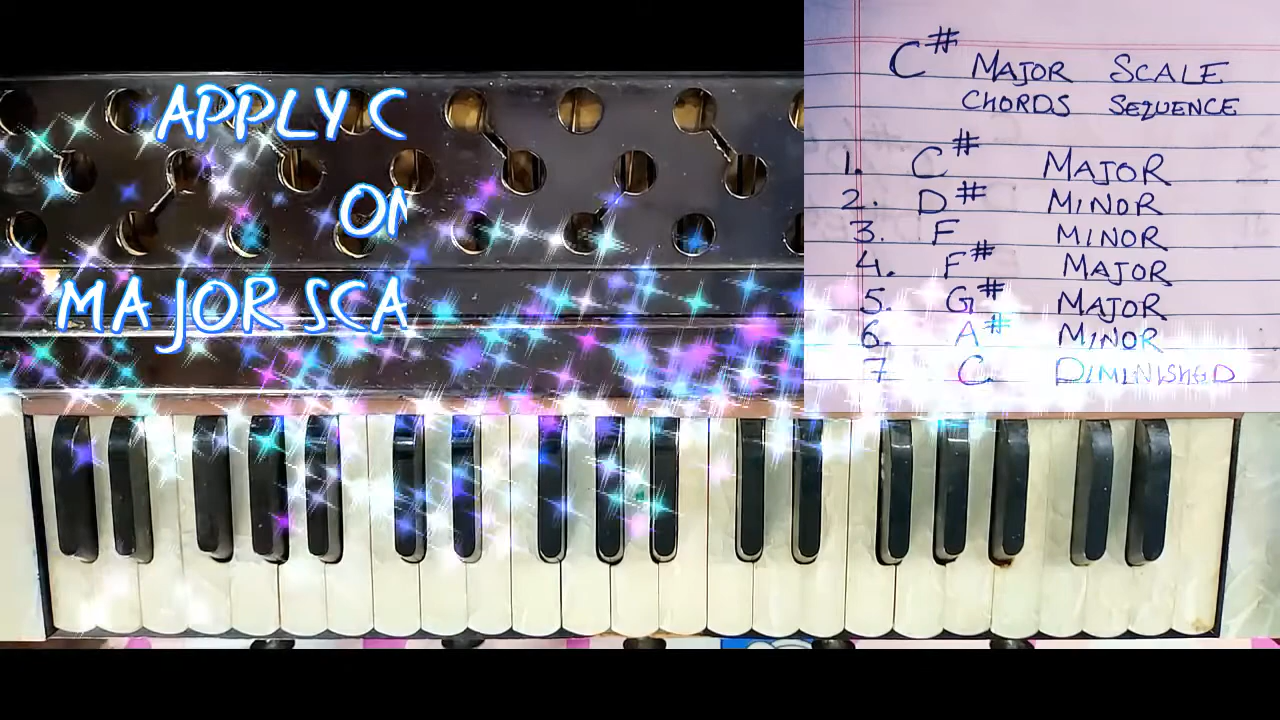 APPLY C
ON
MAJOR SCA
C# MAJOR SCALE
CHORDS SEQUENCE
1. C# MAJOR
2. D# MINOR
3. F MINOR
4. F# MAJOR
5. G# MAJOR
6. A# MINOR
7 C DIMINISHED